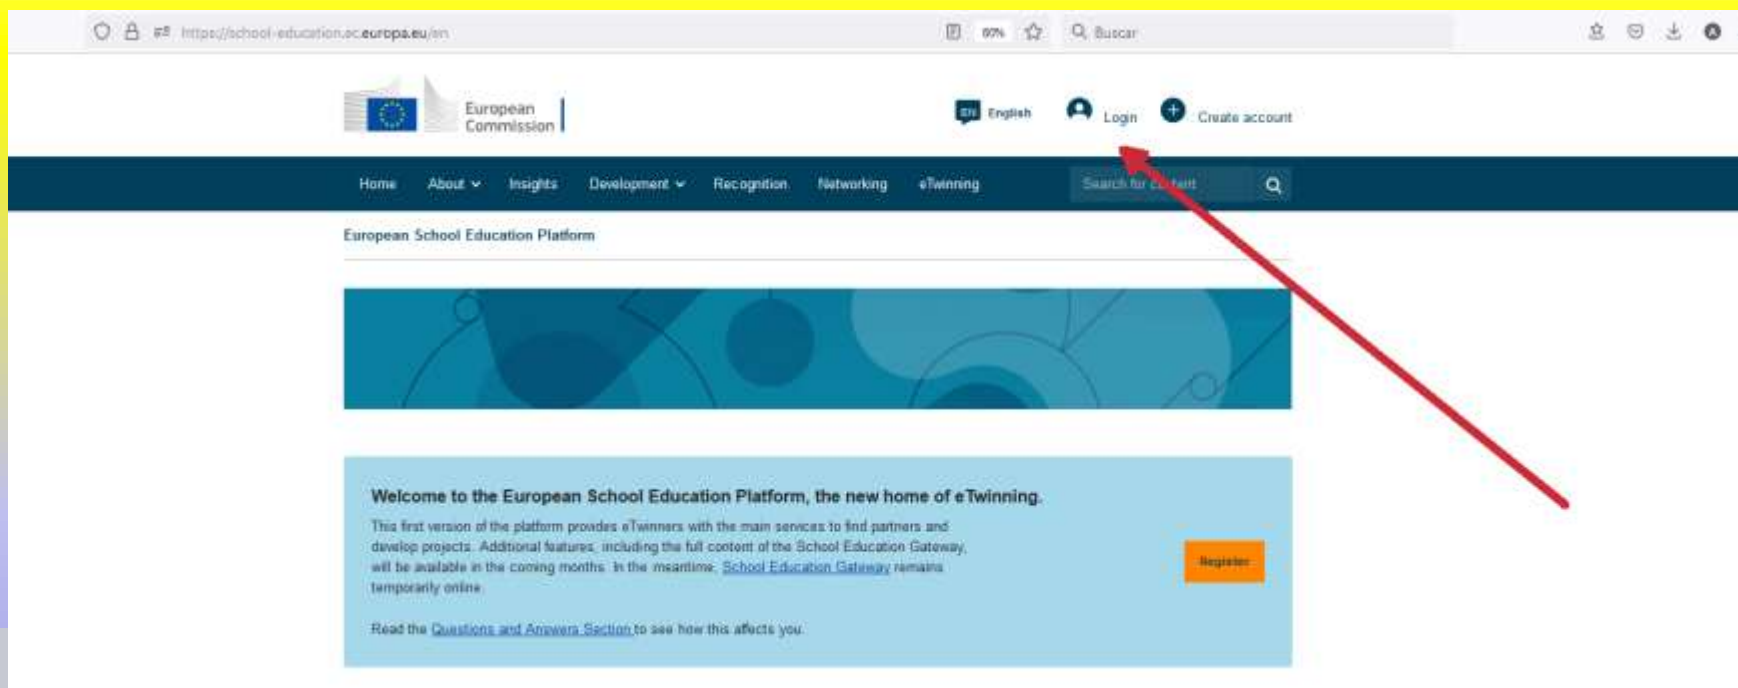 https://school-education.ec.europa.eu/en
80%
Buscar
European
Commission
EN English
Login
Create account
Home
About
Insights
Development
Recognition
Networking
eTwinning
Search for content
European School Education Platform
Welcome to the European School Education Platform, the new home of eTwinning.
This first version of the platform provides eTwinners with the main services to find partners and
develop projects. Additional features, including the full content of the School Education Gateway,
will be available in the coming months. In the meantime, School Education Gateway remains
temporarily online.
Register
Read the Questions and Answers Section to see how this affects you.